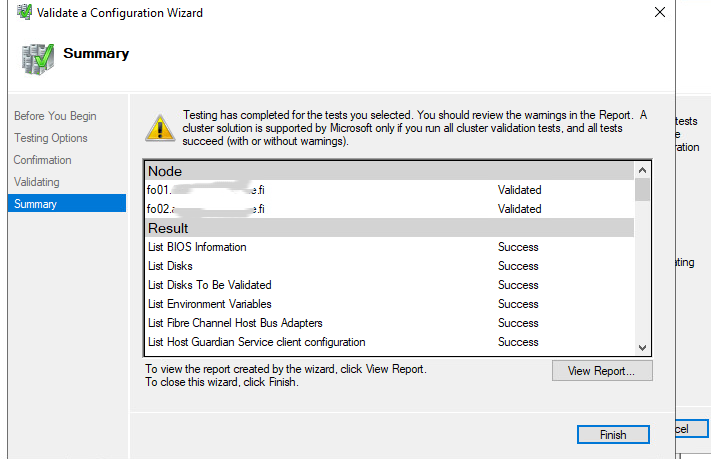 Validate a Configuration Wizard
Summary
Before You Begin
Testing Options
Confirmation
Validating
Summary
Testing has completed for the tests you selected. You should review the warnings in the Report. A
cluster solution is supported by Microsoft only if you run all cluster validation tests, and all tests
succeed (with or without warnings).
Node
fo01. e.fi Validated
fo02. e.fi Validated
Result
List BIOS Information Success
List Disks Success
List Disks To Be Validated Success
List Environment Variables Success
List Fibre Channel Host Bus Adapters Success
List Host Guardian Service client configuration Success
To view the report created by the wizard, click View Report.
To close this wizard, click Finish.
View Report...
Finish
tests
e
ration
ating
cel